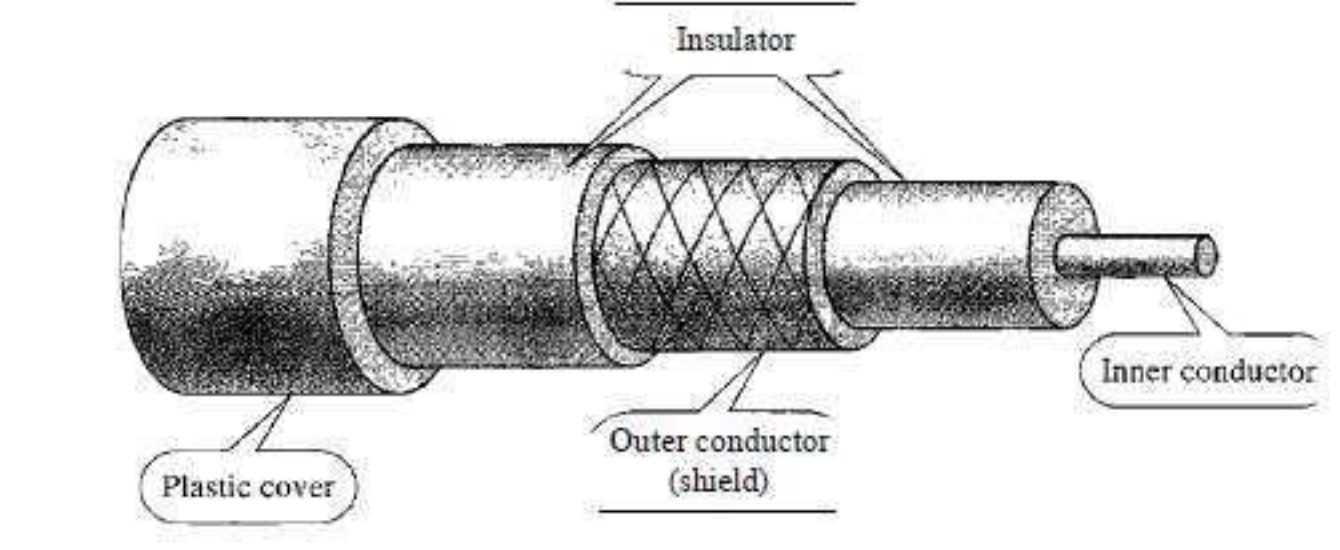 Insulator
Inner conductor
Outer conductor
(shield)
Plastic cover